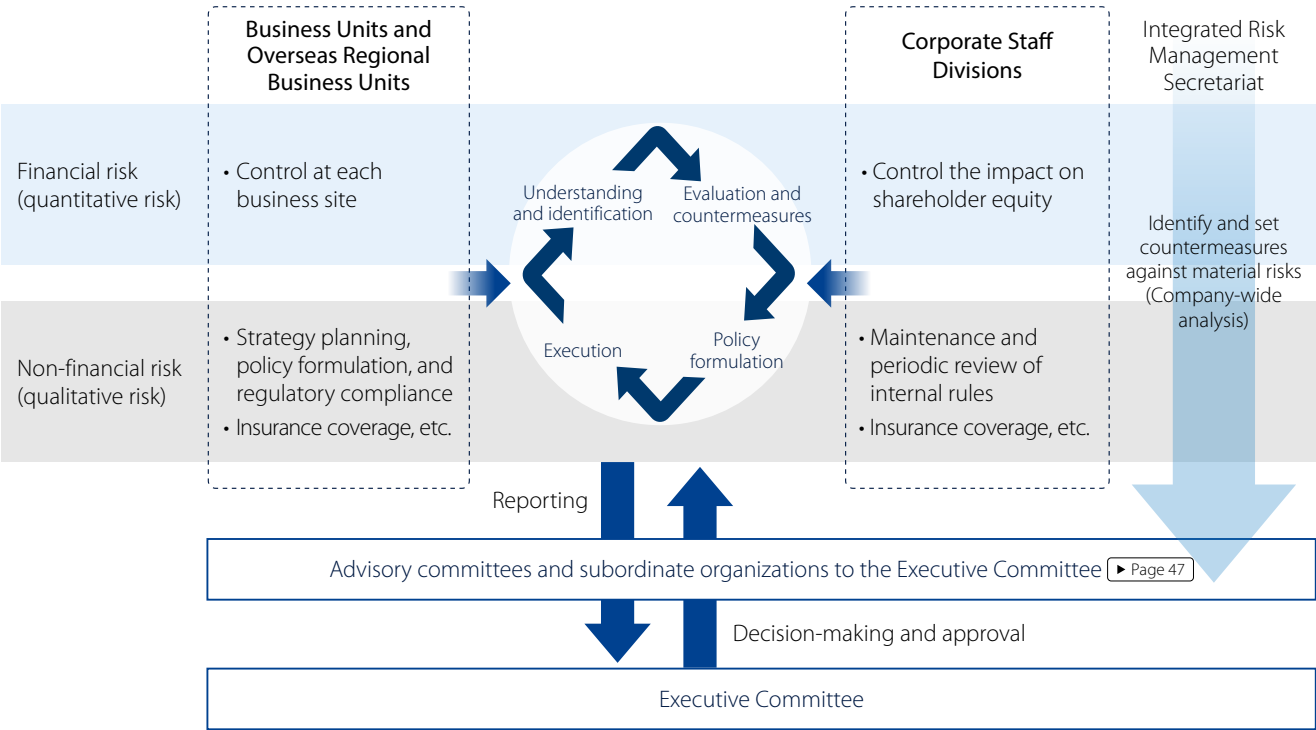 Business Units and
Overseas Regional
Business Units
Corporate Staff
Divisions
Integrated Risk
Management
Secretariat
Financial risk
(quantitative risk)
• Control at each
business site
Understanding
and identification
Evaluation and
countermeasures
• Control the impact on
shareholder equity
Identify and set
countermeasures
against material risks
(Company-wide
analysis)
Non-financial risk
(qualitative risk)
• Strategy planning,
policy formulation, and
regulatory compliance
• Insurance coverage, etc.
Execution
Policy
formulation
• Maintenance and
periodic review of
internal rules
• Insurance coverage, etc.
Reporting
Advisory committees and subordinate organizations to the Executive Committee ▶ Page 47
Decision-making and approval
Executive Committee